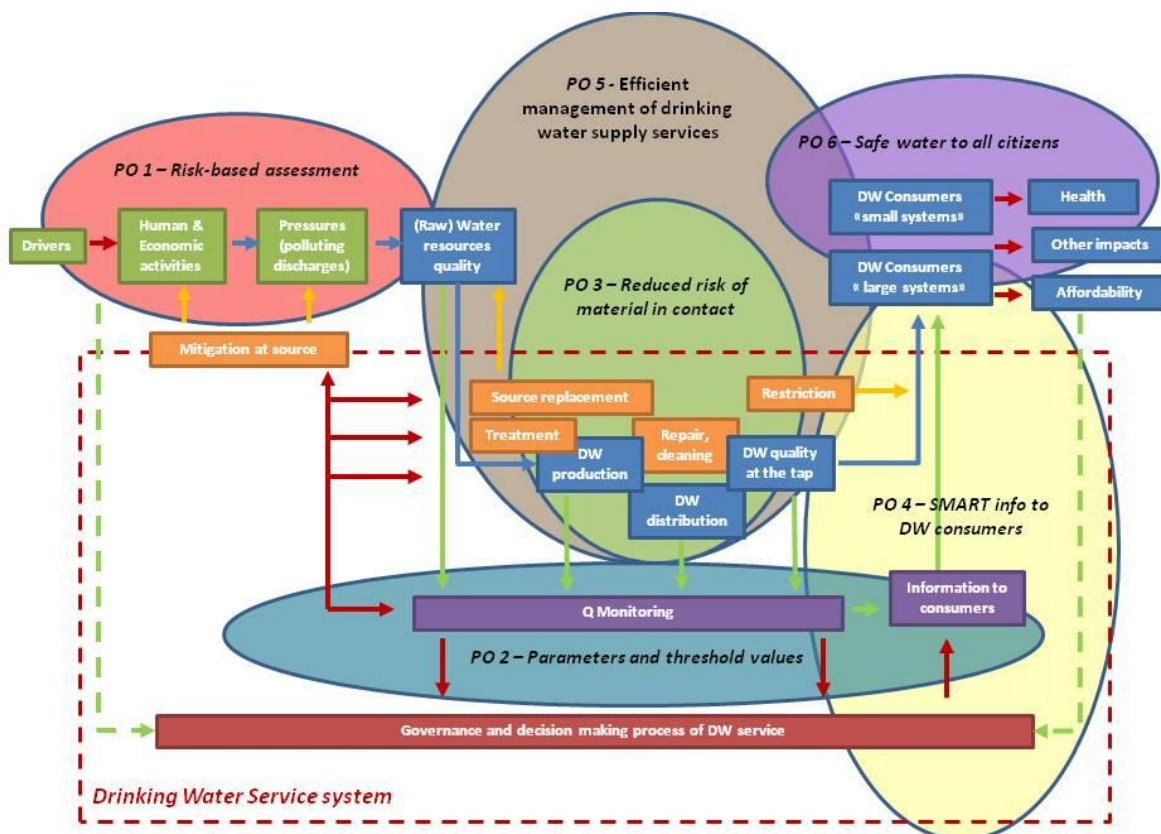 PO 5 - Efficient
management of drinking
water supply services
PO 6 – Safe water to all citizens
PO 1 – Risk-based assessment
Drivers
Human &
Economic
activities
Pressures
(polluting
discharges)
(Raw) Water
resources
quality
DW Consumers
«small systems»
Health
Other impacts
DW Consumers
«large systems»
Affordability
PO 3 – Reduced risk of
material in contact
Mitigation at source
Source replacement
Restriction
Treatment
Repair,
cleaning
DW
production
DW quality
at the tap
DW
distribution
PO 4 – SMART info to
DW consumers
Information to
consumers
Q Monitoring
PO 2 – Parameters and threshold values
Governance and decision making process of DW service
Drinking Water Service system